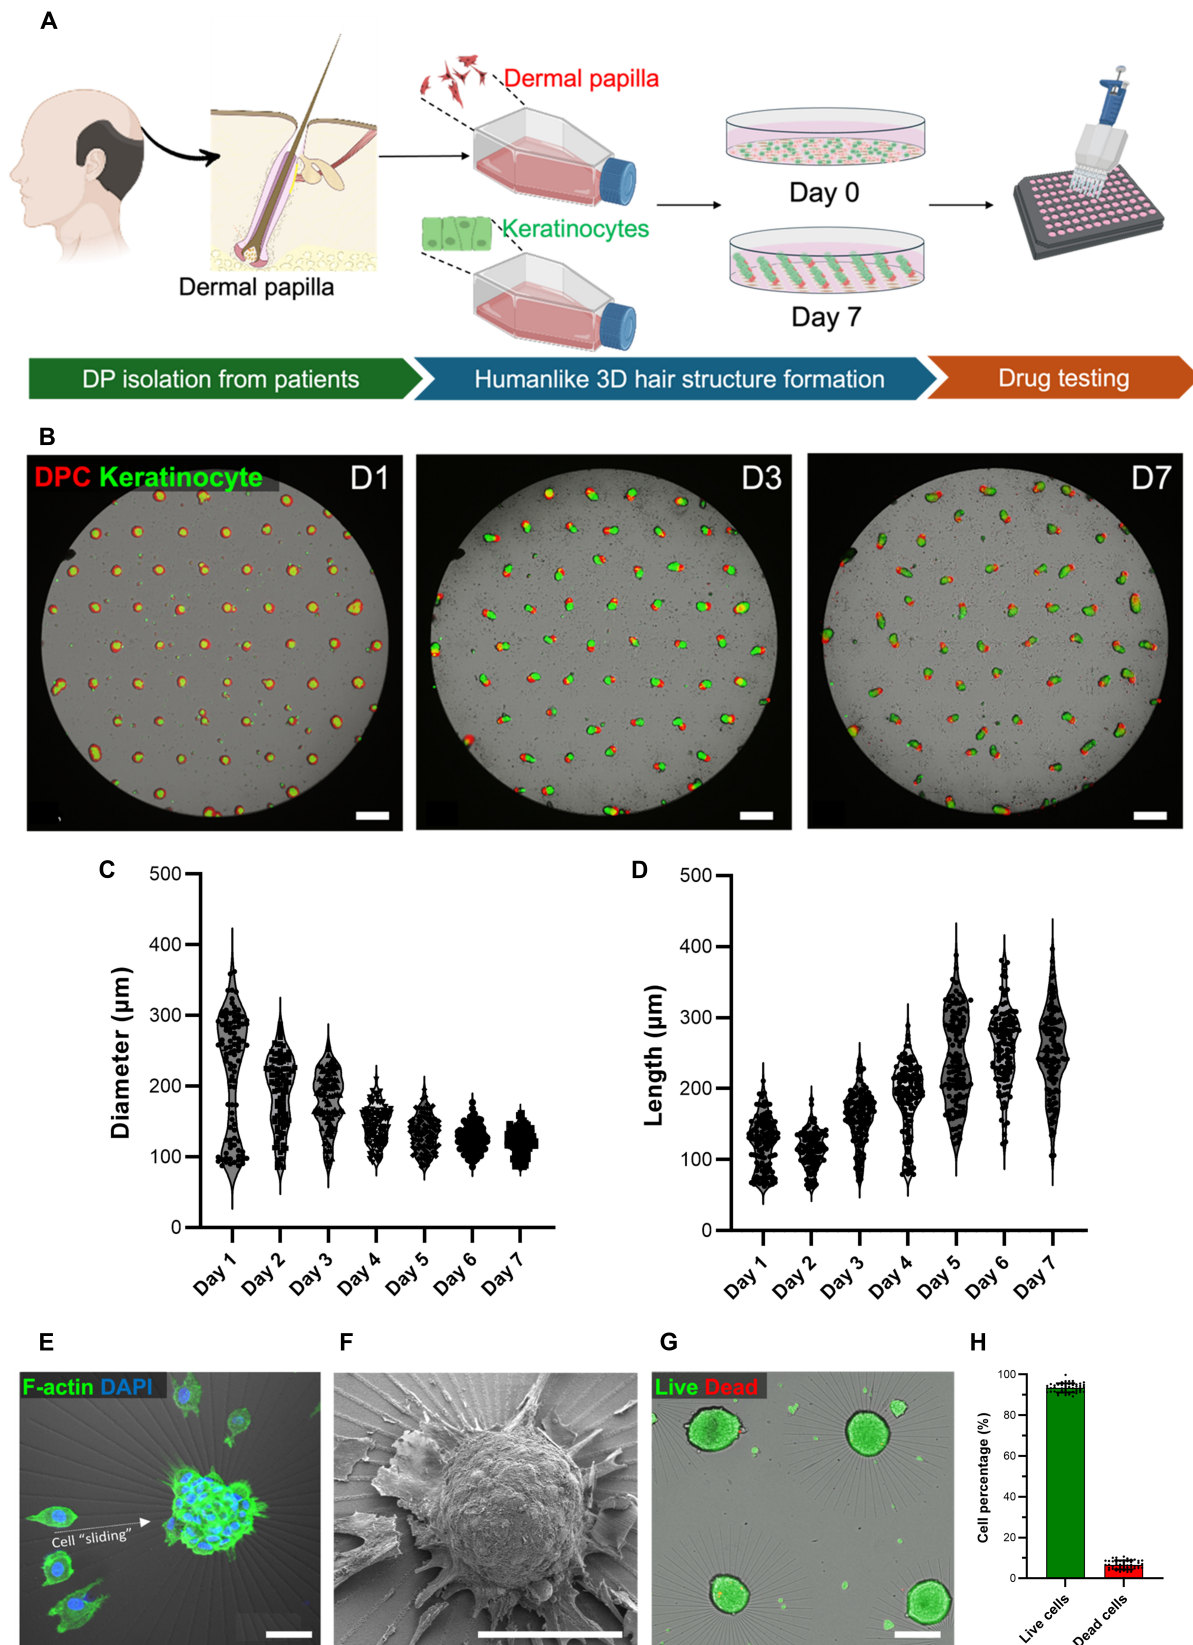 A
Dermal papilla
Dermal papilla
Keratinocytes
Day 0
Day 7
DP isolation from patients
Humanlike 3D hair structure formation
Drug testing
B
DPC Keratinocyte
D1
D3
D7
C
Diameter (µm)
500
400
300
200
100
0
Day 1
Day 2
Day 3
Day 4
Day 5
Day 6
Day 7
D
Length (µm)
500
400
300
200
100
0
Day 1
Day 2
Day 3
Day 4
Day 5
Day 6
Day 7
E
F-actin DAPI
Cell "sliding"
F
G
Live Dead
H
Cell percentage (%)
100
80
60
40
20
0
Live cells
Dead cells